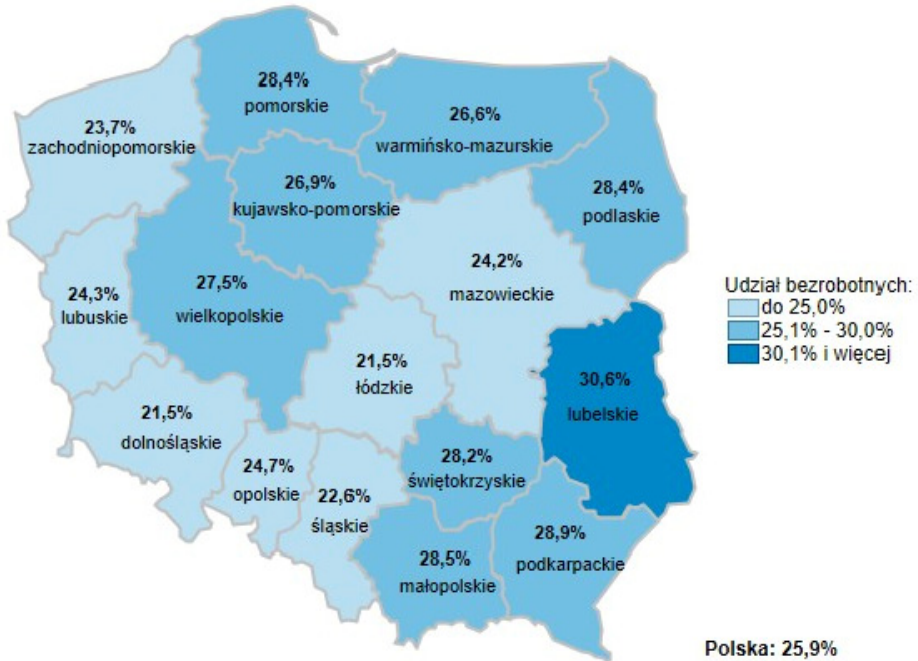 28,4%
pomorskie
26,6%
warmińsko-mazurskie
23,7%
zachodniopomorskie
26,9%
kujawsko-pomorskie
28,4%
podlaskie
24,2%
mazowieckie
24,3%
lubuskie
27,5%
wielkopolskie
21,5%
łódzkie
30,6%
lubelskie
21,5%
dolnośląskie
24,7%
opolskie
22,6%
śląskie
28,2%
świętokrzyskie
28,5%
małopolskie
28,9%
podkarpackie
Udział bezrobotnych:
do 25,0%
25,1% - 30,0%
30,1% i więcej
Polska: 25,9%